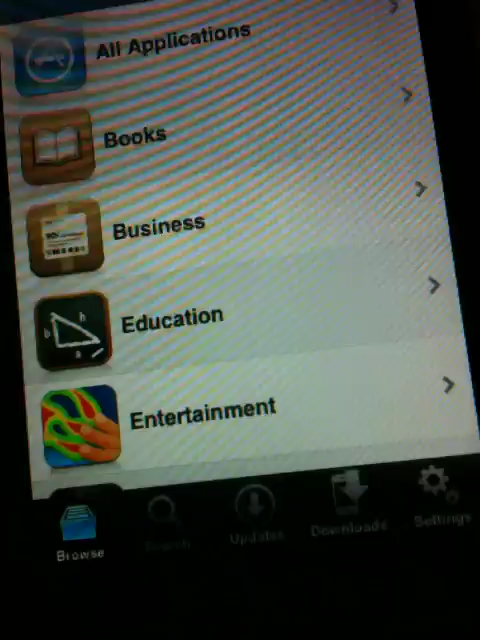 All Applications
Books
Business
Education
Entertainment
Browse
Search
Updates
Downloads
Settings